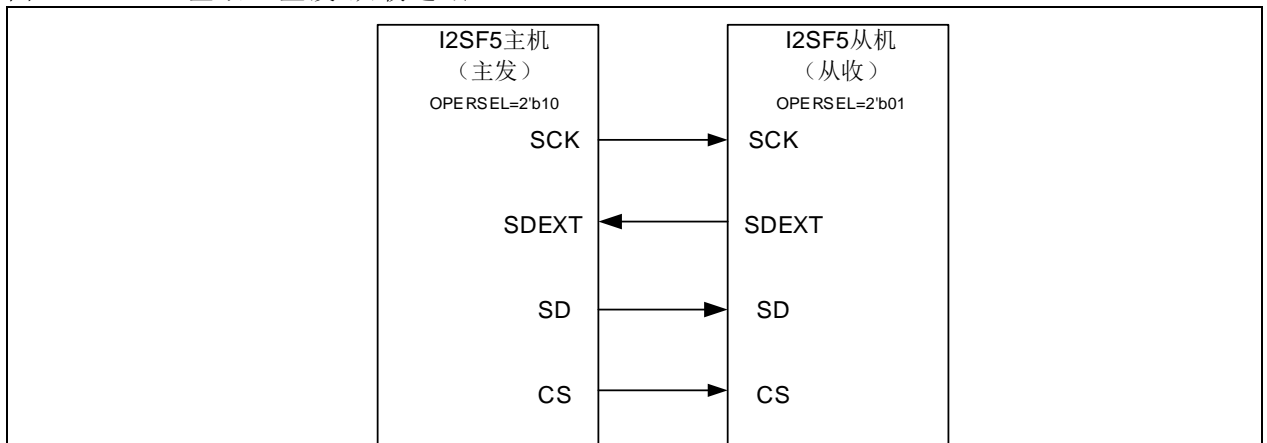 I2SF5主机
I2SF5从机
（主发）
（从收）
OPERSEL=2'b10
OPERSEL=2'b01
SCK
SCK
SDEXT
SDEXT
SD
SD
CS
CS